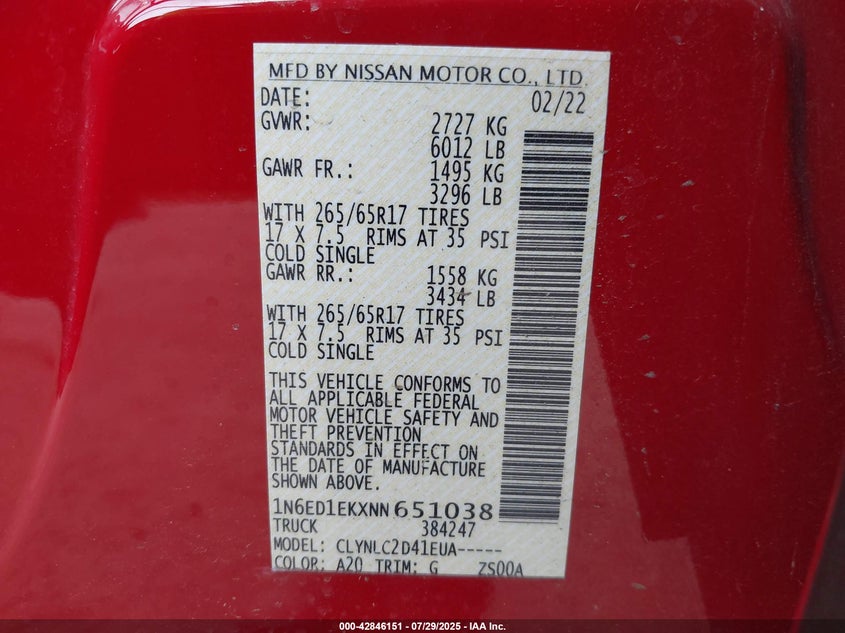 MFD BY NISSAN MOTOR CO., LTD.
DATE: 02/22
GVWR: 2727 KG
6012 LB
GAWR FR.: 1495 KG
3296 LB
WITH 265/65R17 TIRES
17 X 7.5 RIMS AT 35 PSI
COLD SINGLE
GAWR RR.: 1558 KG
3434 LB
WITH 265/65R17 TIRES
17 X 7.5 RIMS AT 35 PSI
COLD SINGLE
THIS VEHICLE CONFORMS TO
ALL APPLICABLE FEDERAL
MOTOR VEHICLE SAFETY AND
THEFT PREVENTION
STANDARDS IN EFFECT ON
THE DATE OF MANUFACTURE
SHOWN ABOVE.
1N6ED1EKXNN651038
TRUCK 384247
MODEL: CLYNLC2D41EUA-----
COLOR: A20 TRIM: G ZS00A
000-42846151 - 07/29/2025 - IAA Inc.